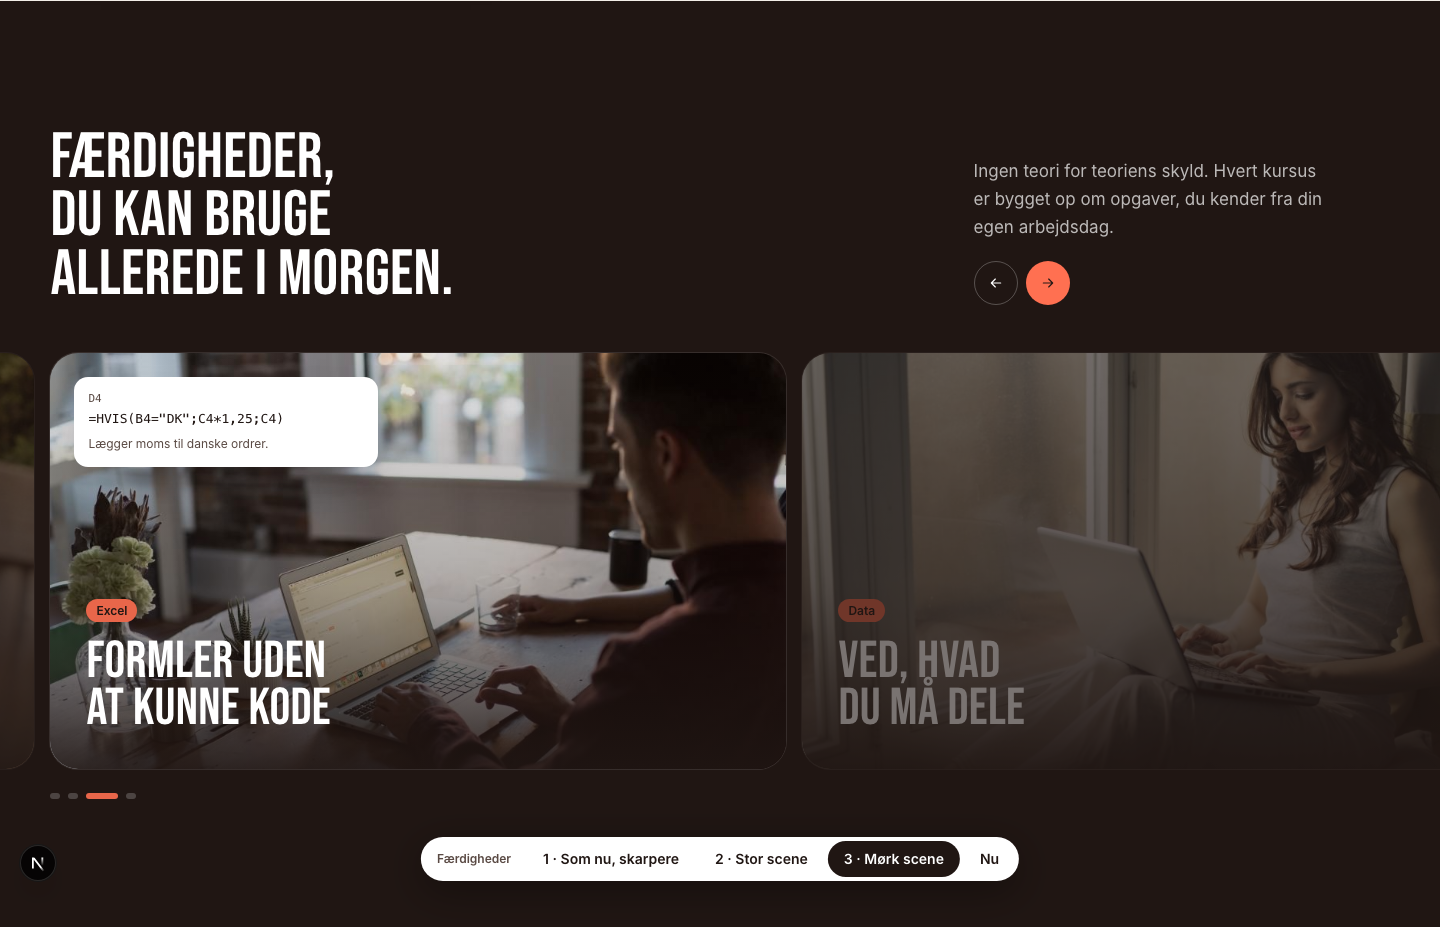 FÆRDIGHEDER,
DU KAN BRUGE
ALLEREDE I MORGEN.
Ingen teori for teoriens skyld. Hvert kursus
er bygget op om opgaver, du kender fra din
egen arbejdsdag.
D4
=HVIS(B4="DK";C4*1,25;C4)
Lægger moms til danske ordrer.
Excel
FORMLER UDEN
AT KUNNE KODE
Data
VED, HVAD
DU MÅ DELE
Færdigheder
1 · Som nu, skarpere
2 · Stor scene
3 · Mørk scene
Nu
N